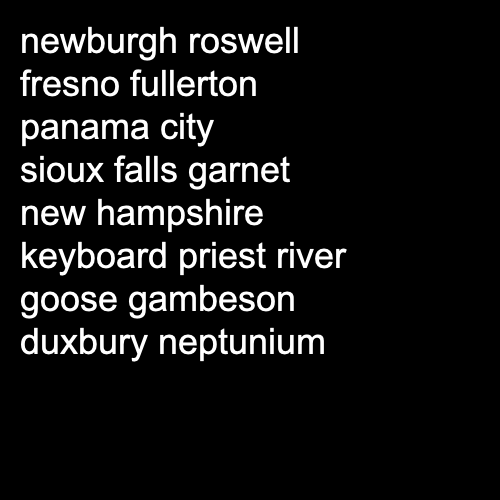 newburgh roswell
fresno fullerton
panama city
sioux falls garnet
new hampshire
keyboard priest river
goose gambeson
duxbury neptunium